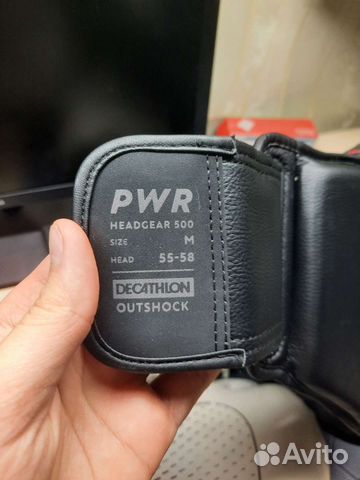 PWR
HEADGEAR 500
SIZE M
HEAD 55-58
DECATHLON
OUTSHOCK
Avito